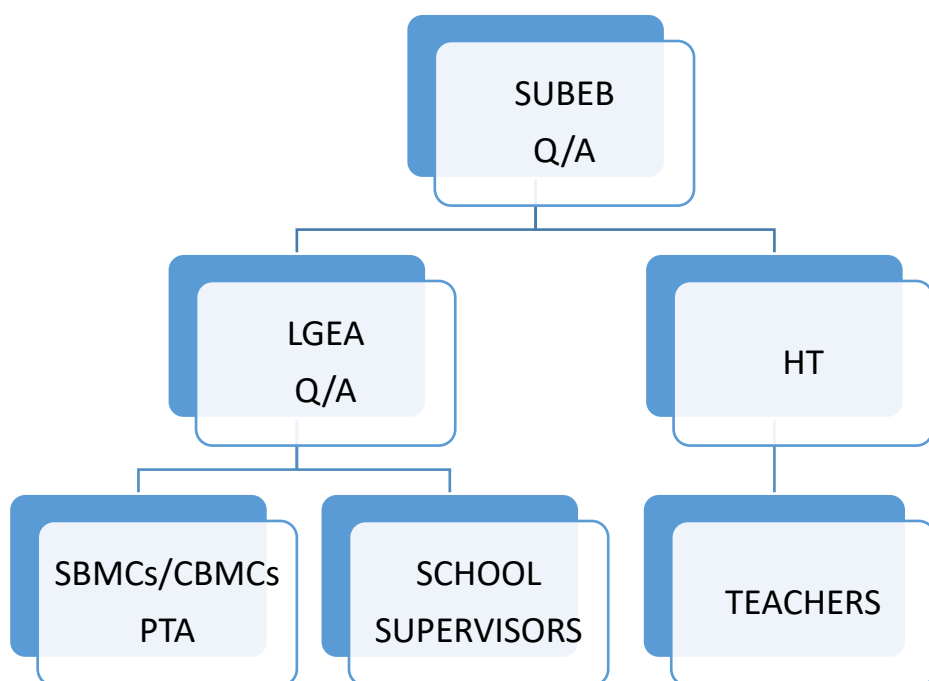 SUBEB
Q/A
LGEA
Q/A
HT
SBMCs/CBMCs
PTA
SCHOOL
SUPERVISORS
TEACHERS